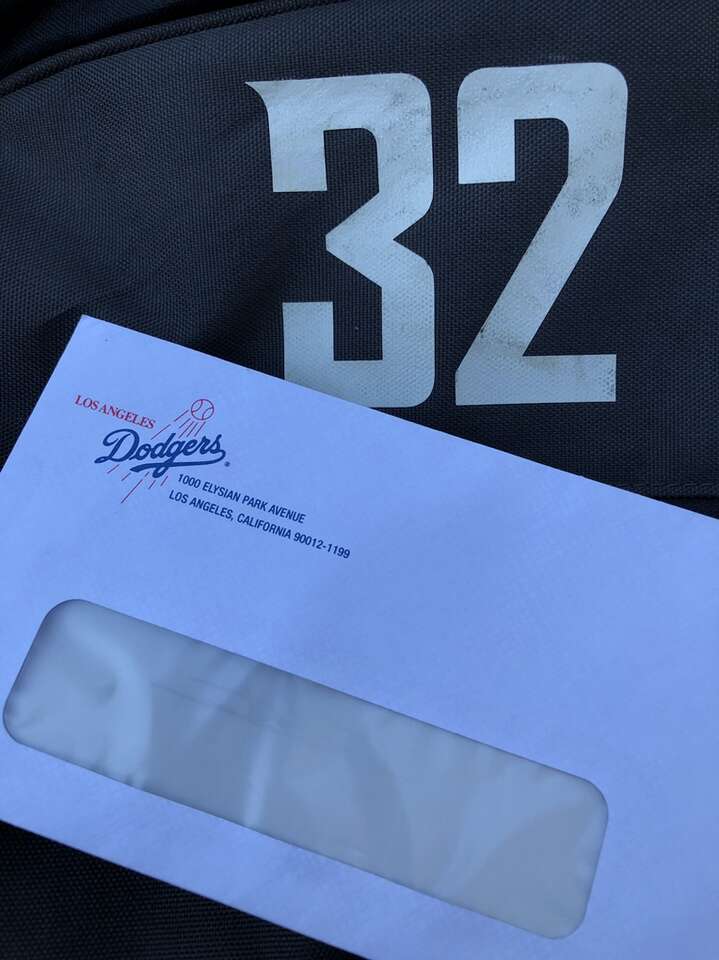 32
LOS ANGELES
Dodgers®
1000 ELYSIAN PARK AVENUE
LOS ANGELES, CALIFORNIA 90012-1199